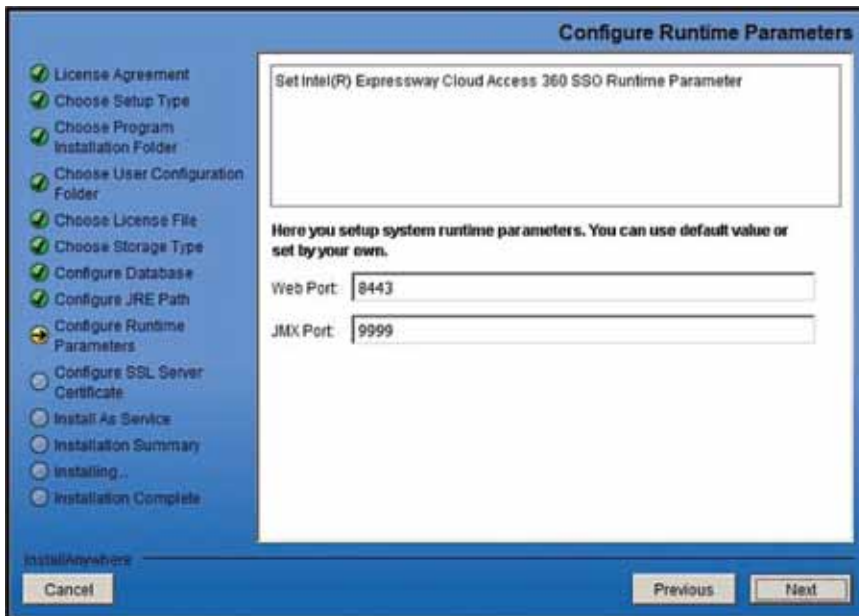 Configure Runtime Parameters
License Agreement
Choose Setup Type
Choose Program
Installation Folder
Choose User Configuration
Folder
Choose License File
Choose Storage Type
Configure Database
Configure JRE Path
Configure Runtime
Parameters
Configure SSL Server
Certificate
Install As Service
Installation Summary
Installing...
Installation Complete
Set Intel(R) Expressway Cloud Access 360 SSO Runtime Parameter
Here you setup system runtime parameters. You can use default value or
set by your own.
Web Port: 8443
JMX Port: 9999
InstallAnywhere
Cancel
Previous
Next